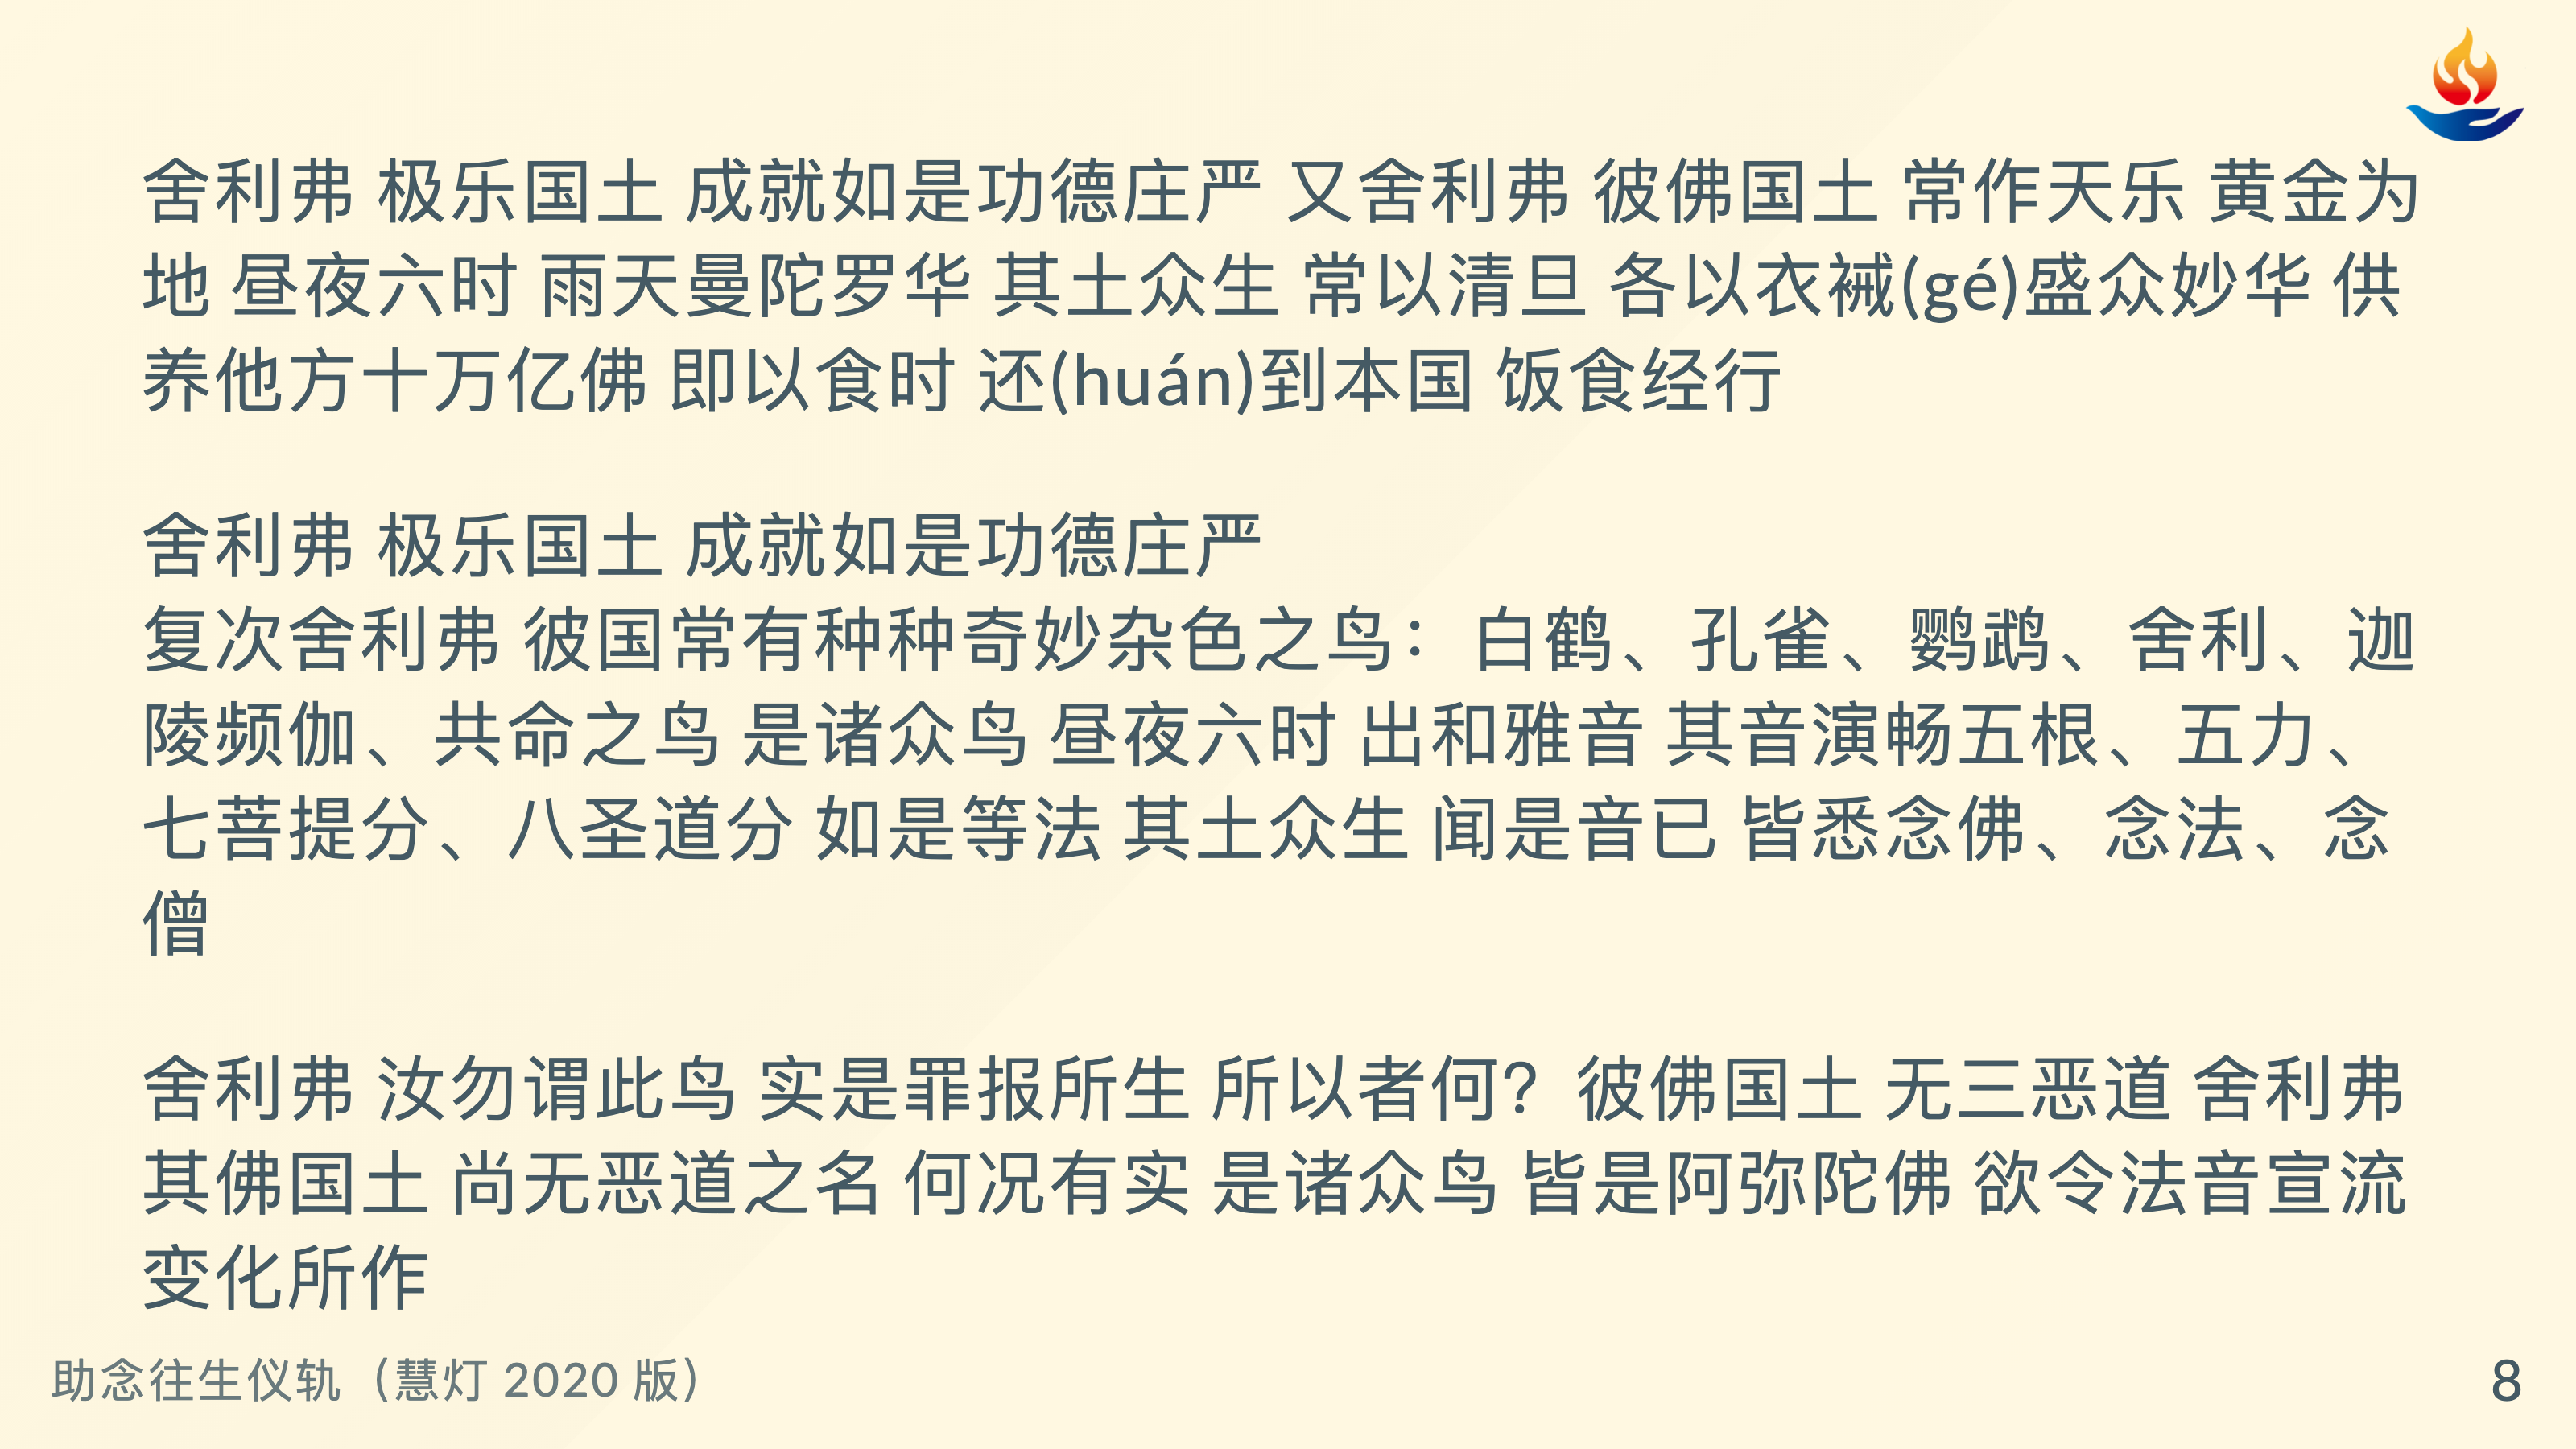 舍利弗 极乐国土 成就如是功德庄严 又舍利弗 彼佛国土 常作天乐 黄金为
地 昼夜六时 雨天曼陀罗华 其土众生 常以清旦 各以衣裓(gé)盛众妙华 供
养他方十万亿佛 即以食时 还(huán)到本国 饭食经行
舍利弗 极乐国土 成就如是功德庄严
复次舍利弗 彼国常有种种奇妙杂色之鸟：白鹤、孔雀、鹦鹉、舍利、迦
陵频伽、共命之鸟 是诸众鸟 昼夜六时 出和雅音 其音演畅五根、五力、
七菩提分、八圣道分 如是等法 其土众生 闻是音已 皆悉念佛、念法、念
僧
舍利弗 汝勿谓此鸟 实是罪报所生 所以者何？彼佛国土 无三恶道 舍利弗
其佛国土 尚无恶道之名 何况有实 是诸众鸟 皆是阿弥陀佛 欲令法音宣流
变化所作
助念往生仪轨（慧灯 2020 版）
8